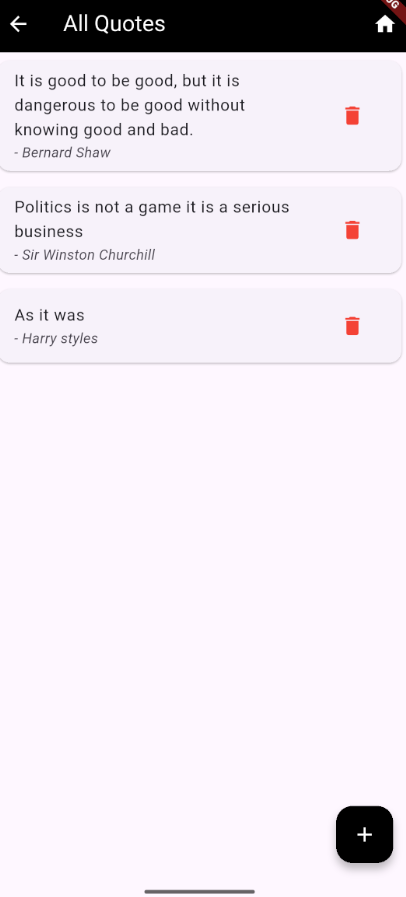 All Quotes
It is good to be good, but it is
dangerous to be good without
knowing good and bad.
- Bernard Shaw
Politics is not a game it is a serious
business
- Sir Winston Churchill
As it was
- Harry styles